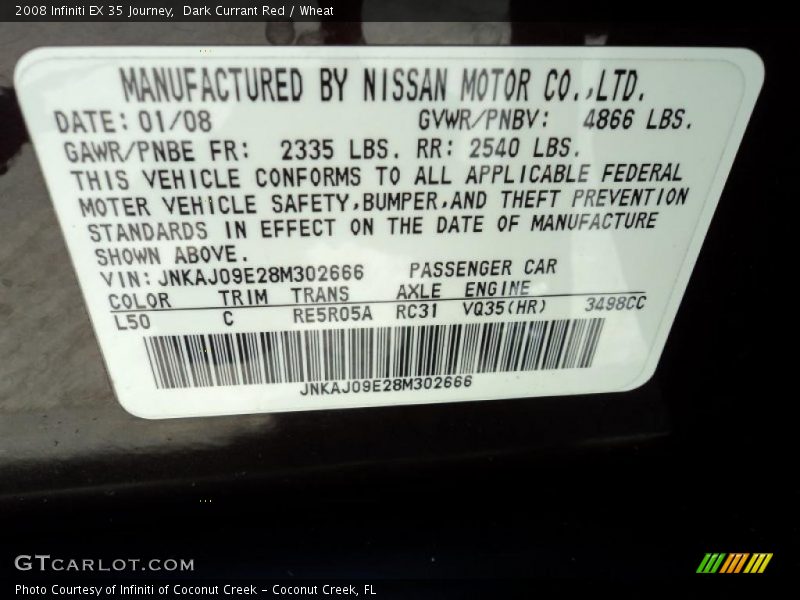 2008 Infiniti EX 35 Journey, Dark Currant Red / Wheat
MANUFACTURED BY NISSAN MOTOR CO.,LTD.
DATE: 01/08 GVWR/PNBV: 4866 LBS.
GAWR/PNBE FR: 2335 LBS. RR: 2540 LBS.
THIS VEHICLE CONFORMS TO ALL APPLICABLE FEDERAL
MOTER VEHICLE SAFETY,BUMPER,AND THEFT PREVENTION
STANDARDS IN EFFECT ON THE DATE OF MANUFACTURE
SHOWN ABOVE.
VIN: JNKAJ09E28M302666 PASSENGER CAR
COLOR TRIM TRANS AXLE ENGINE
L50 C RE5R05A RC31 VQ35(HR) 3498CC
JNKAJ09E28M302666
GTCARLOT.COM
Photo Courtesy of Infiniti of Coconut Creek - Coconut Creek, FL